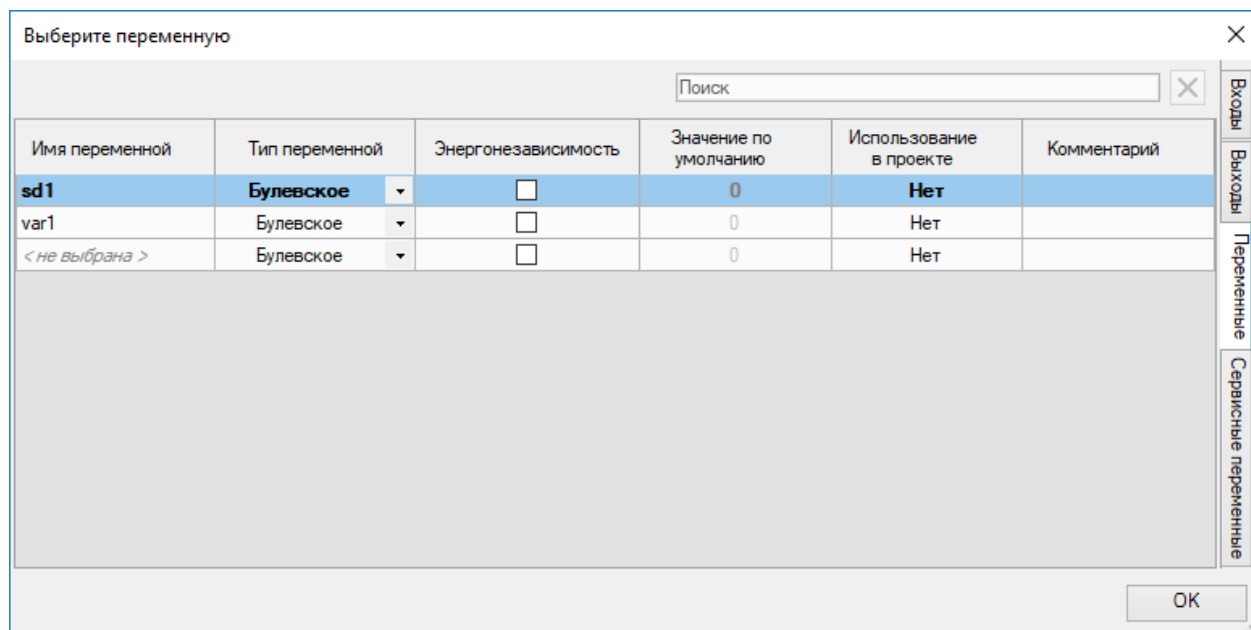 Выберите переменную
Поиск
Имя переменной Тип переменной Энергонезависимость Значение по умолчанию Использование в проекте Комментарий
sd1 Булевское 0 Нет
var1 Булевское 0 Нет
< не выбрана > Булевское 0 Нет
Входы
Выходы
Переменные
Сервисные переменные
OK